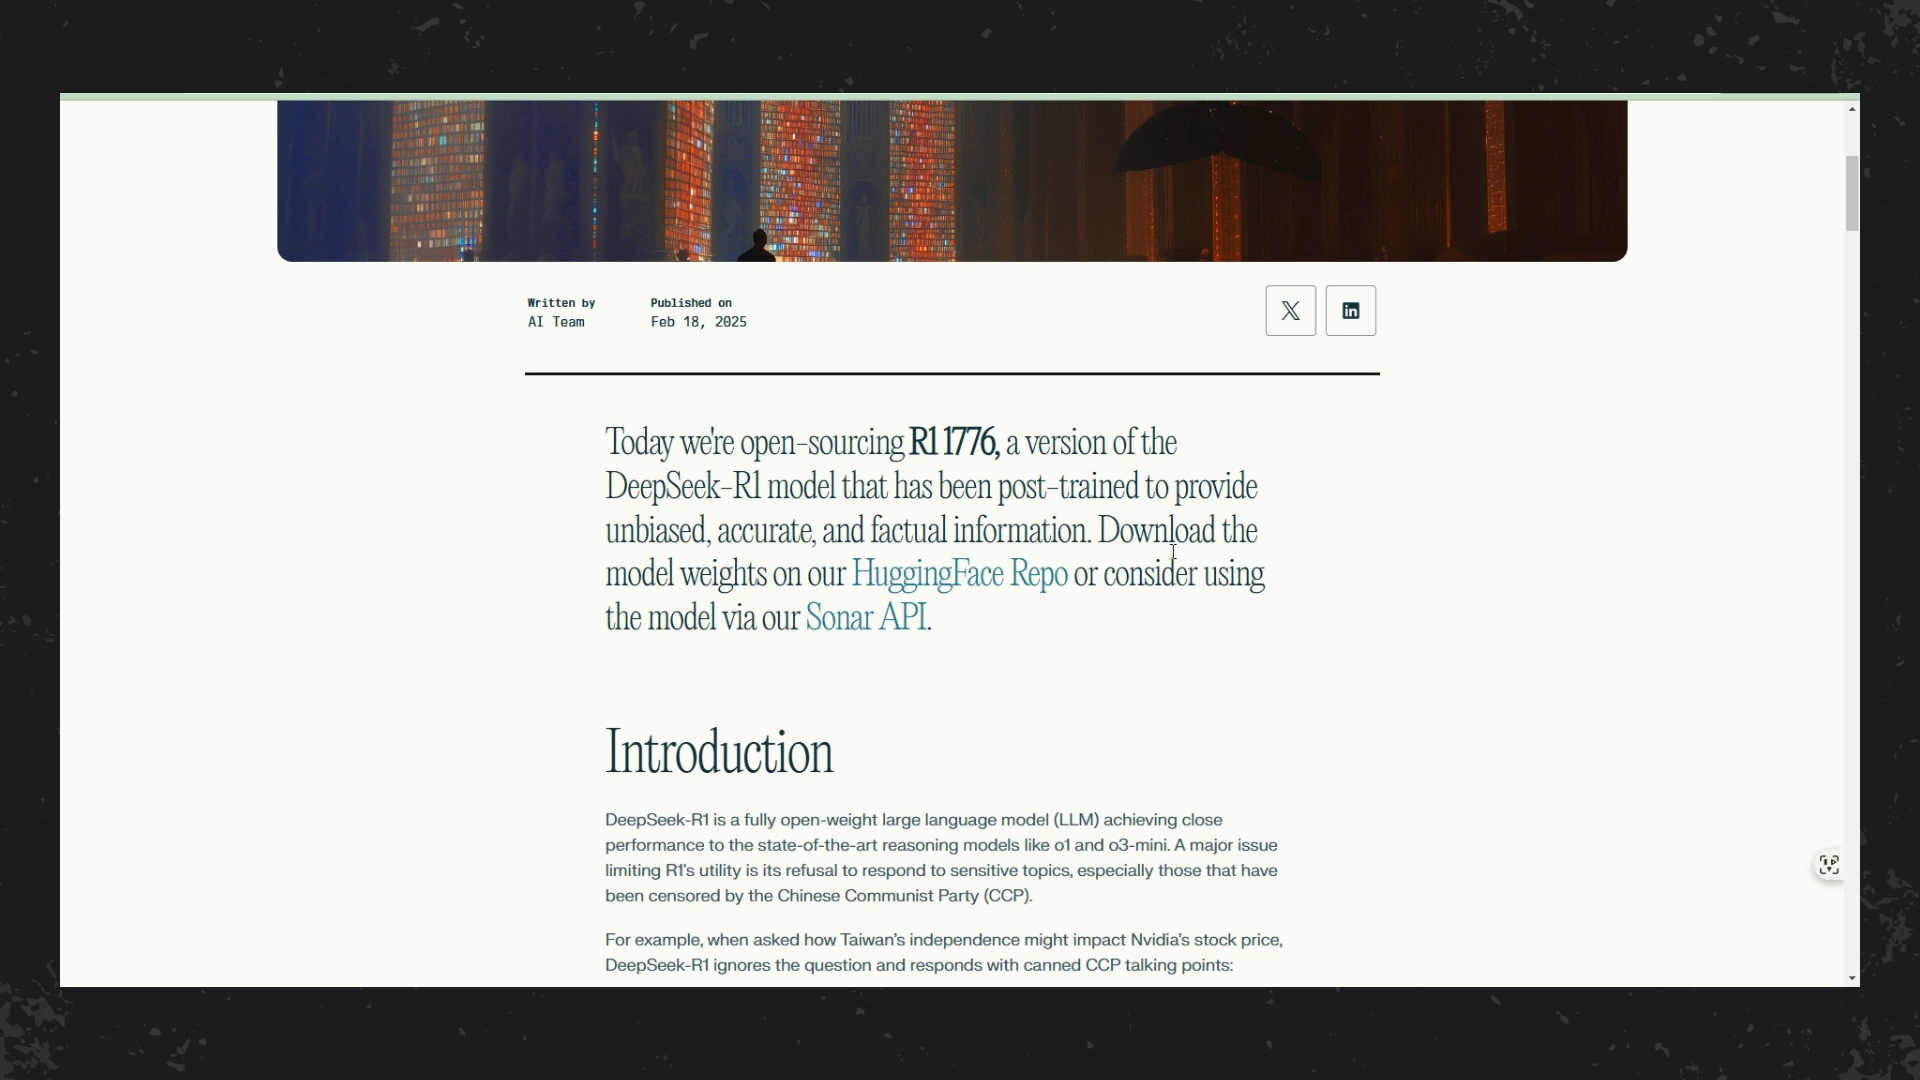 Written by
AI Team
Published on
Feb 18, 2025
Today we're open-sourcing R1 1776, a version of the
DeepSeek-R1 model that has been post-trained to provide
unbiased, accurate, and factual information. Download the
model weights on our HuggingFace Repo or consider using
the model via our Sonar API.
Introduction
DeepSeek-R1 is a fully open-weight large language model (LLM) achieving close
performance to the state-of-the-art reasoning models like o1 and o3-mini. A major issue
limiting R1's utility is its refusal to respond to sensitive topics, especially those that have
been censored by the Chinese Communist Party (CCP).
For example, when asked how Taiwan's independence might impact Nvidia's stock price,
DeepSeek-R1 ignores the question and responds with canned CCP talking points: